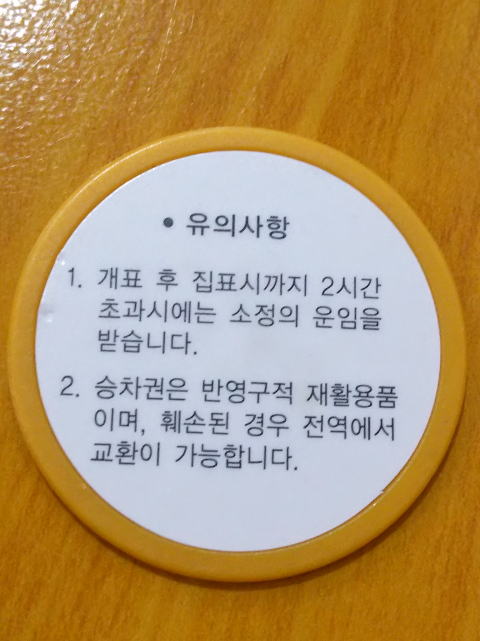 • 유의사항
1. 개표 후 집표시까지 2시간
초과시에는 소정의 운임을
받습니다.
2. 승차권은 반영구적 재활용품
이며, 훼손된 경우 전역에서
교환이 가능합니다.